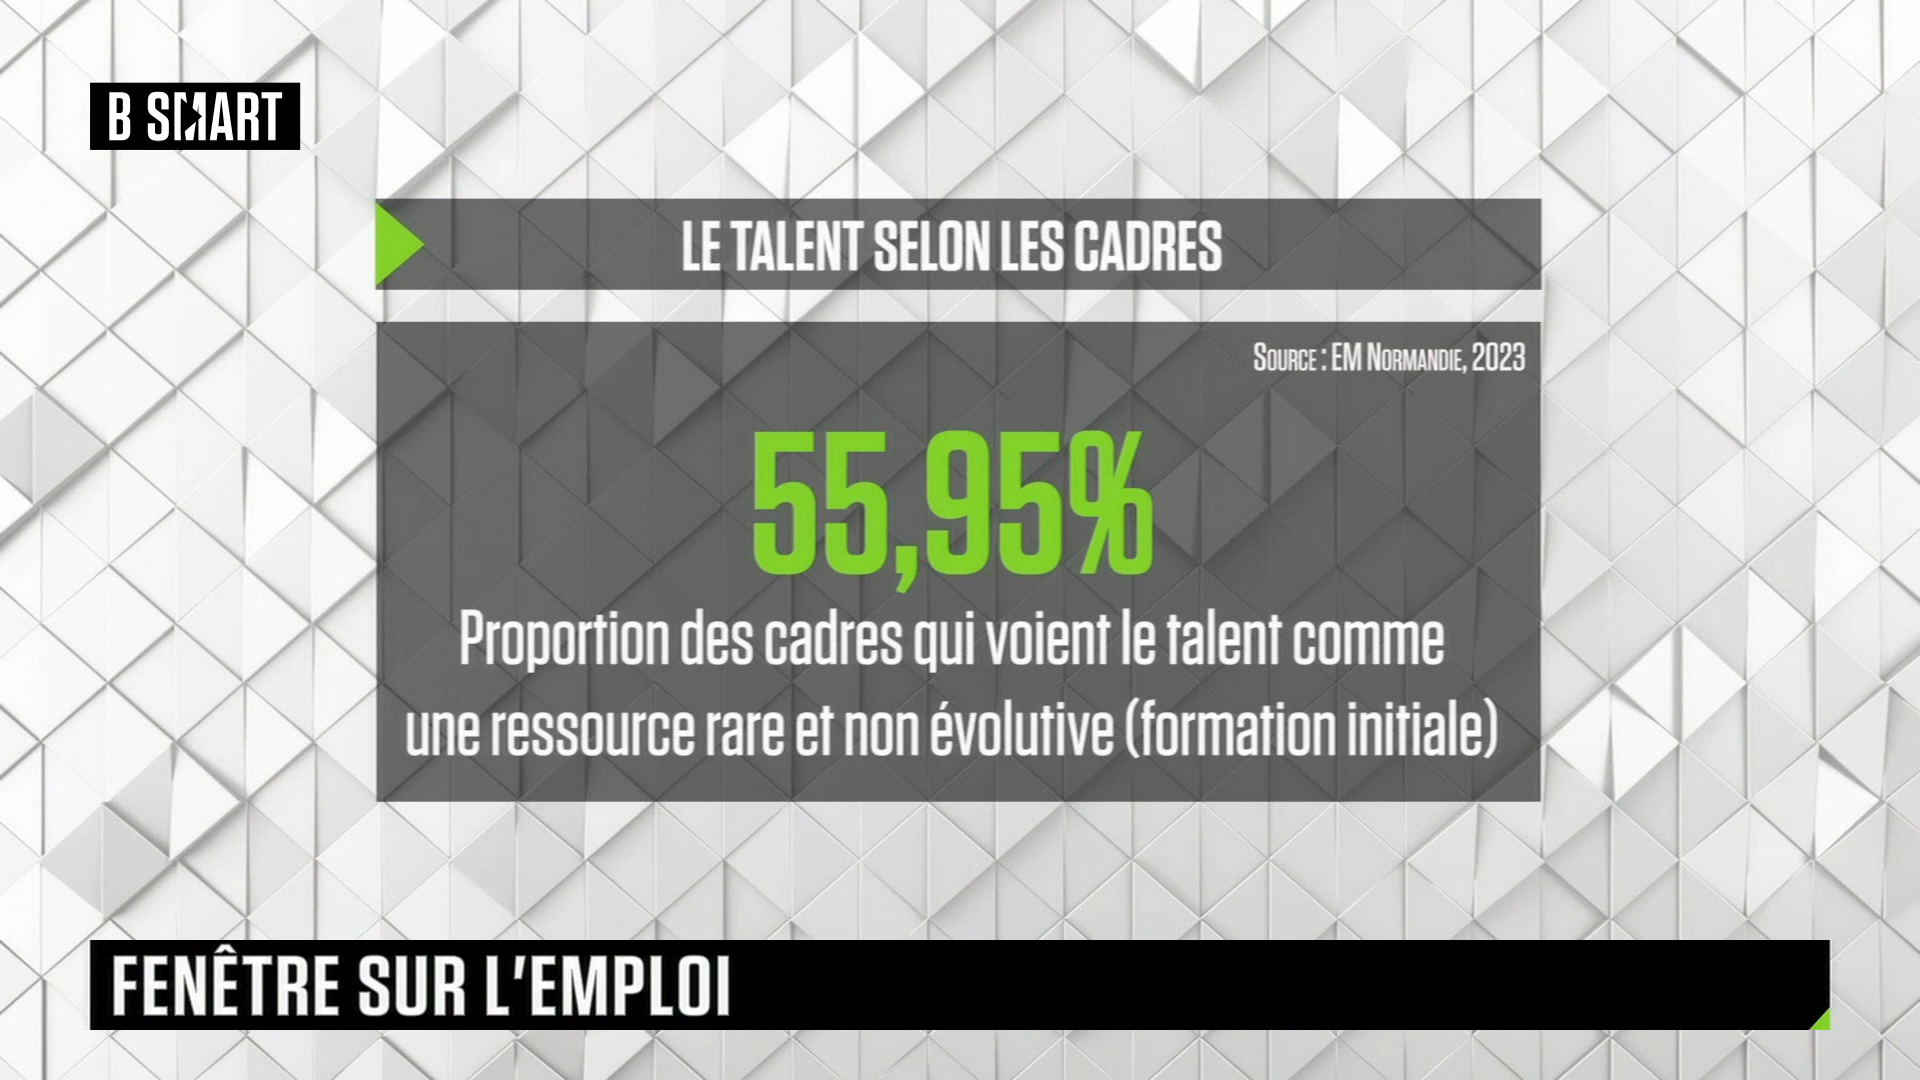 B SMART
LE TALENT SELON LES CADRES
SOURCE : EM NORMANDIE, 2023
55,95%
Proportion des cadres qui voient le talent comme
une ressource rare et non évolutive (formation initiale)
FENÊTRE SUR L'EMPLOI